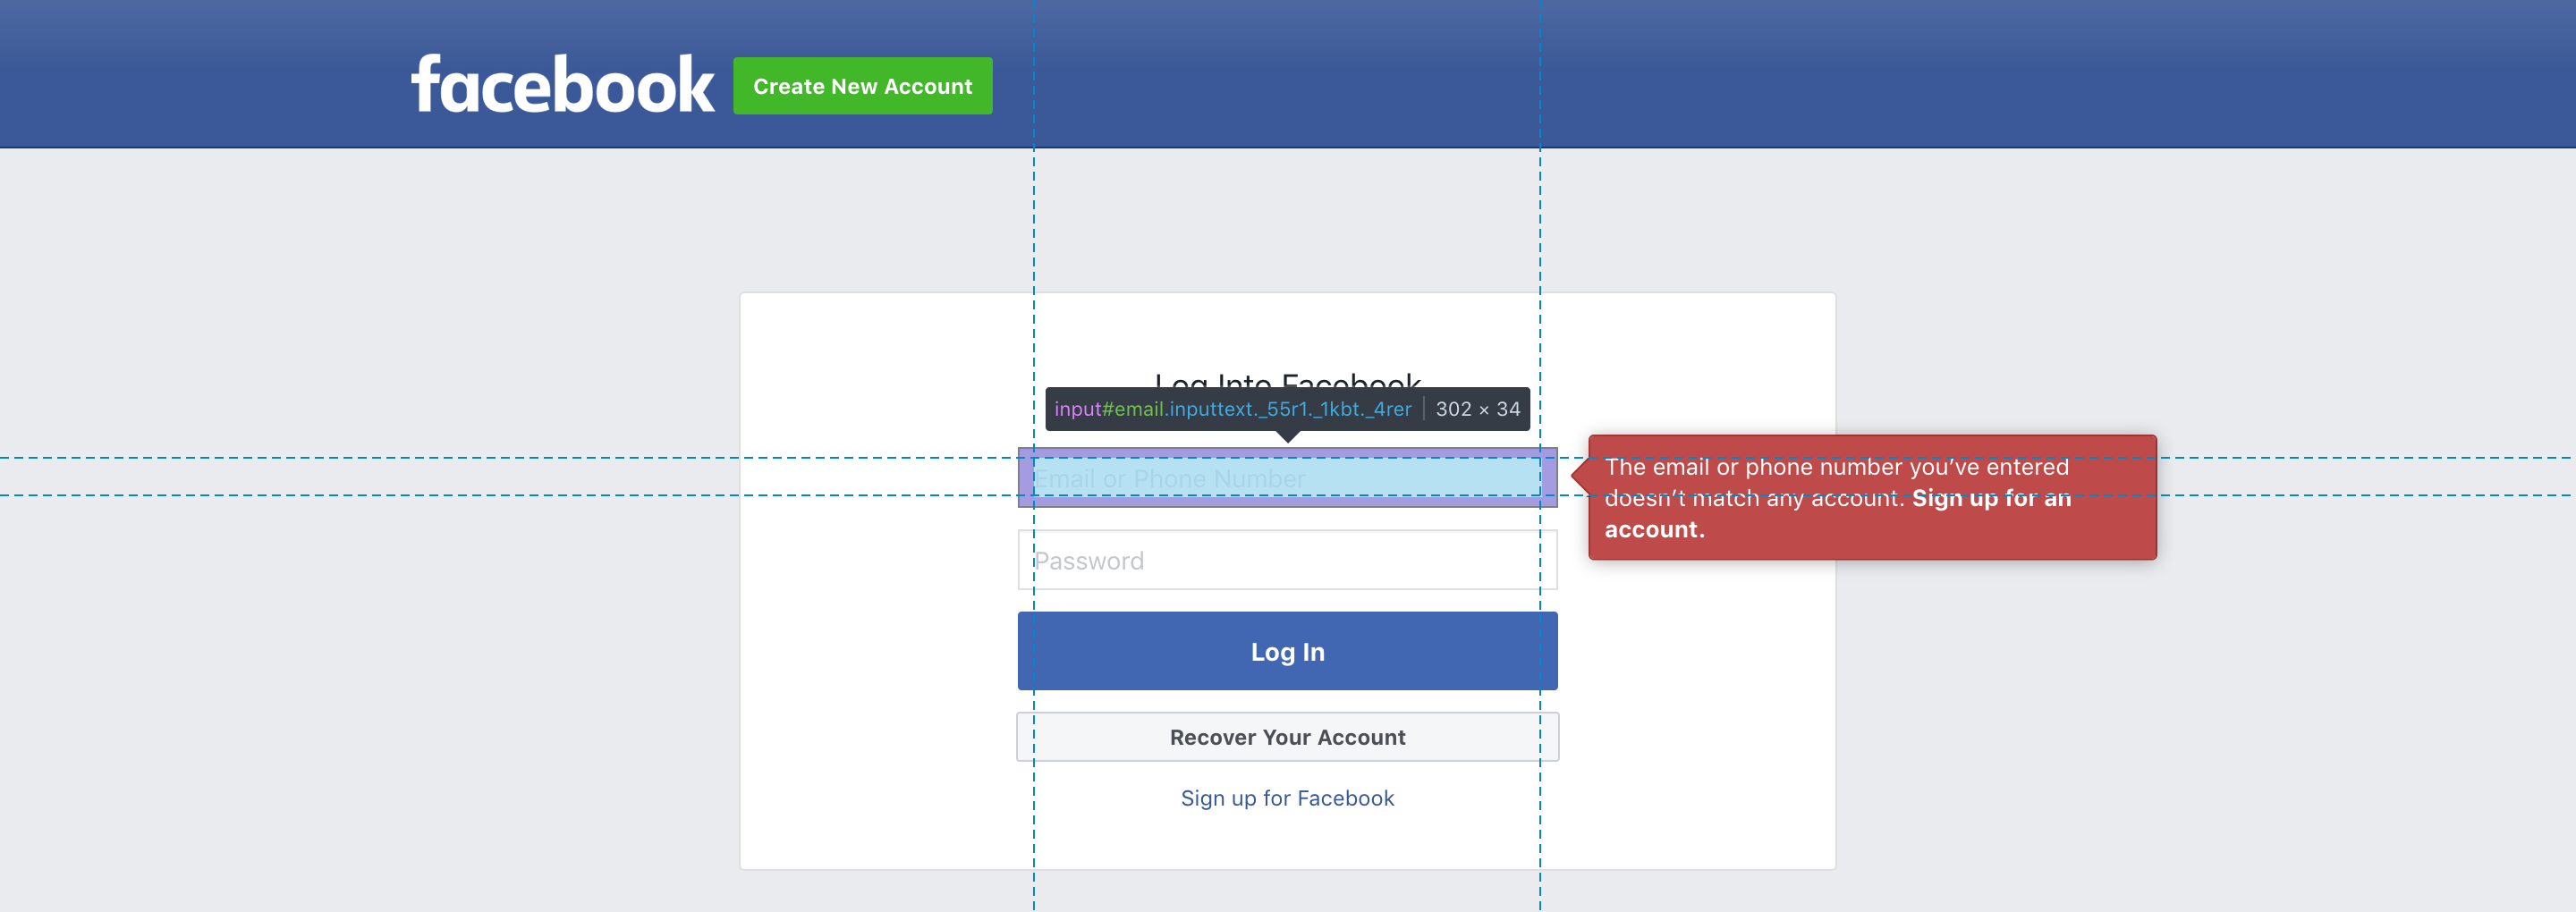 facebook
Create New Account
Log Into Facebook
input#email.inputtext._55r1._1kbt._4rer 302 × 34
Email or Phone Number
The email or phone number you’ve entered
doesn’t match any account. Sign up for an
account.
Password
Log In
Recover Your Account
Sign up for Facebook